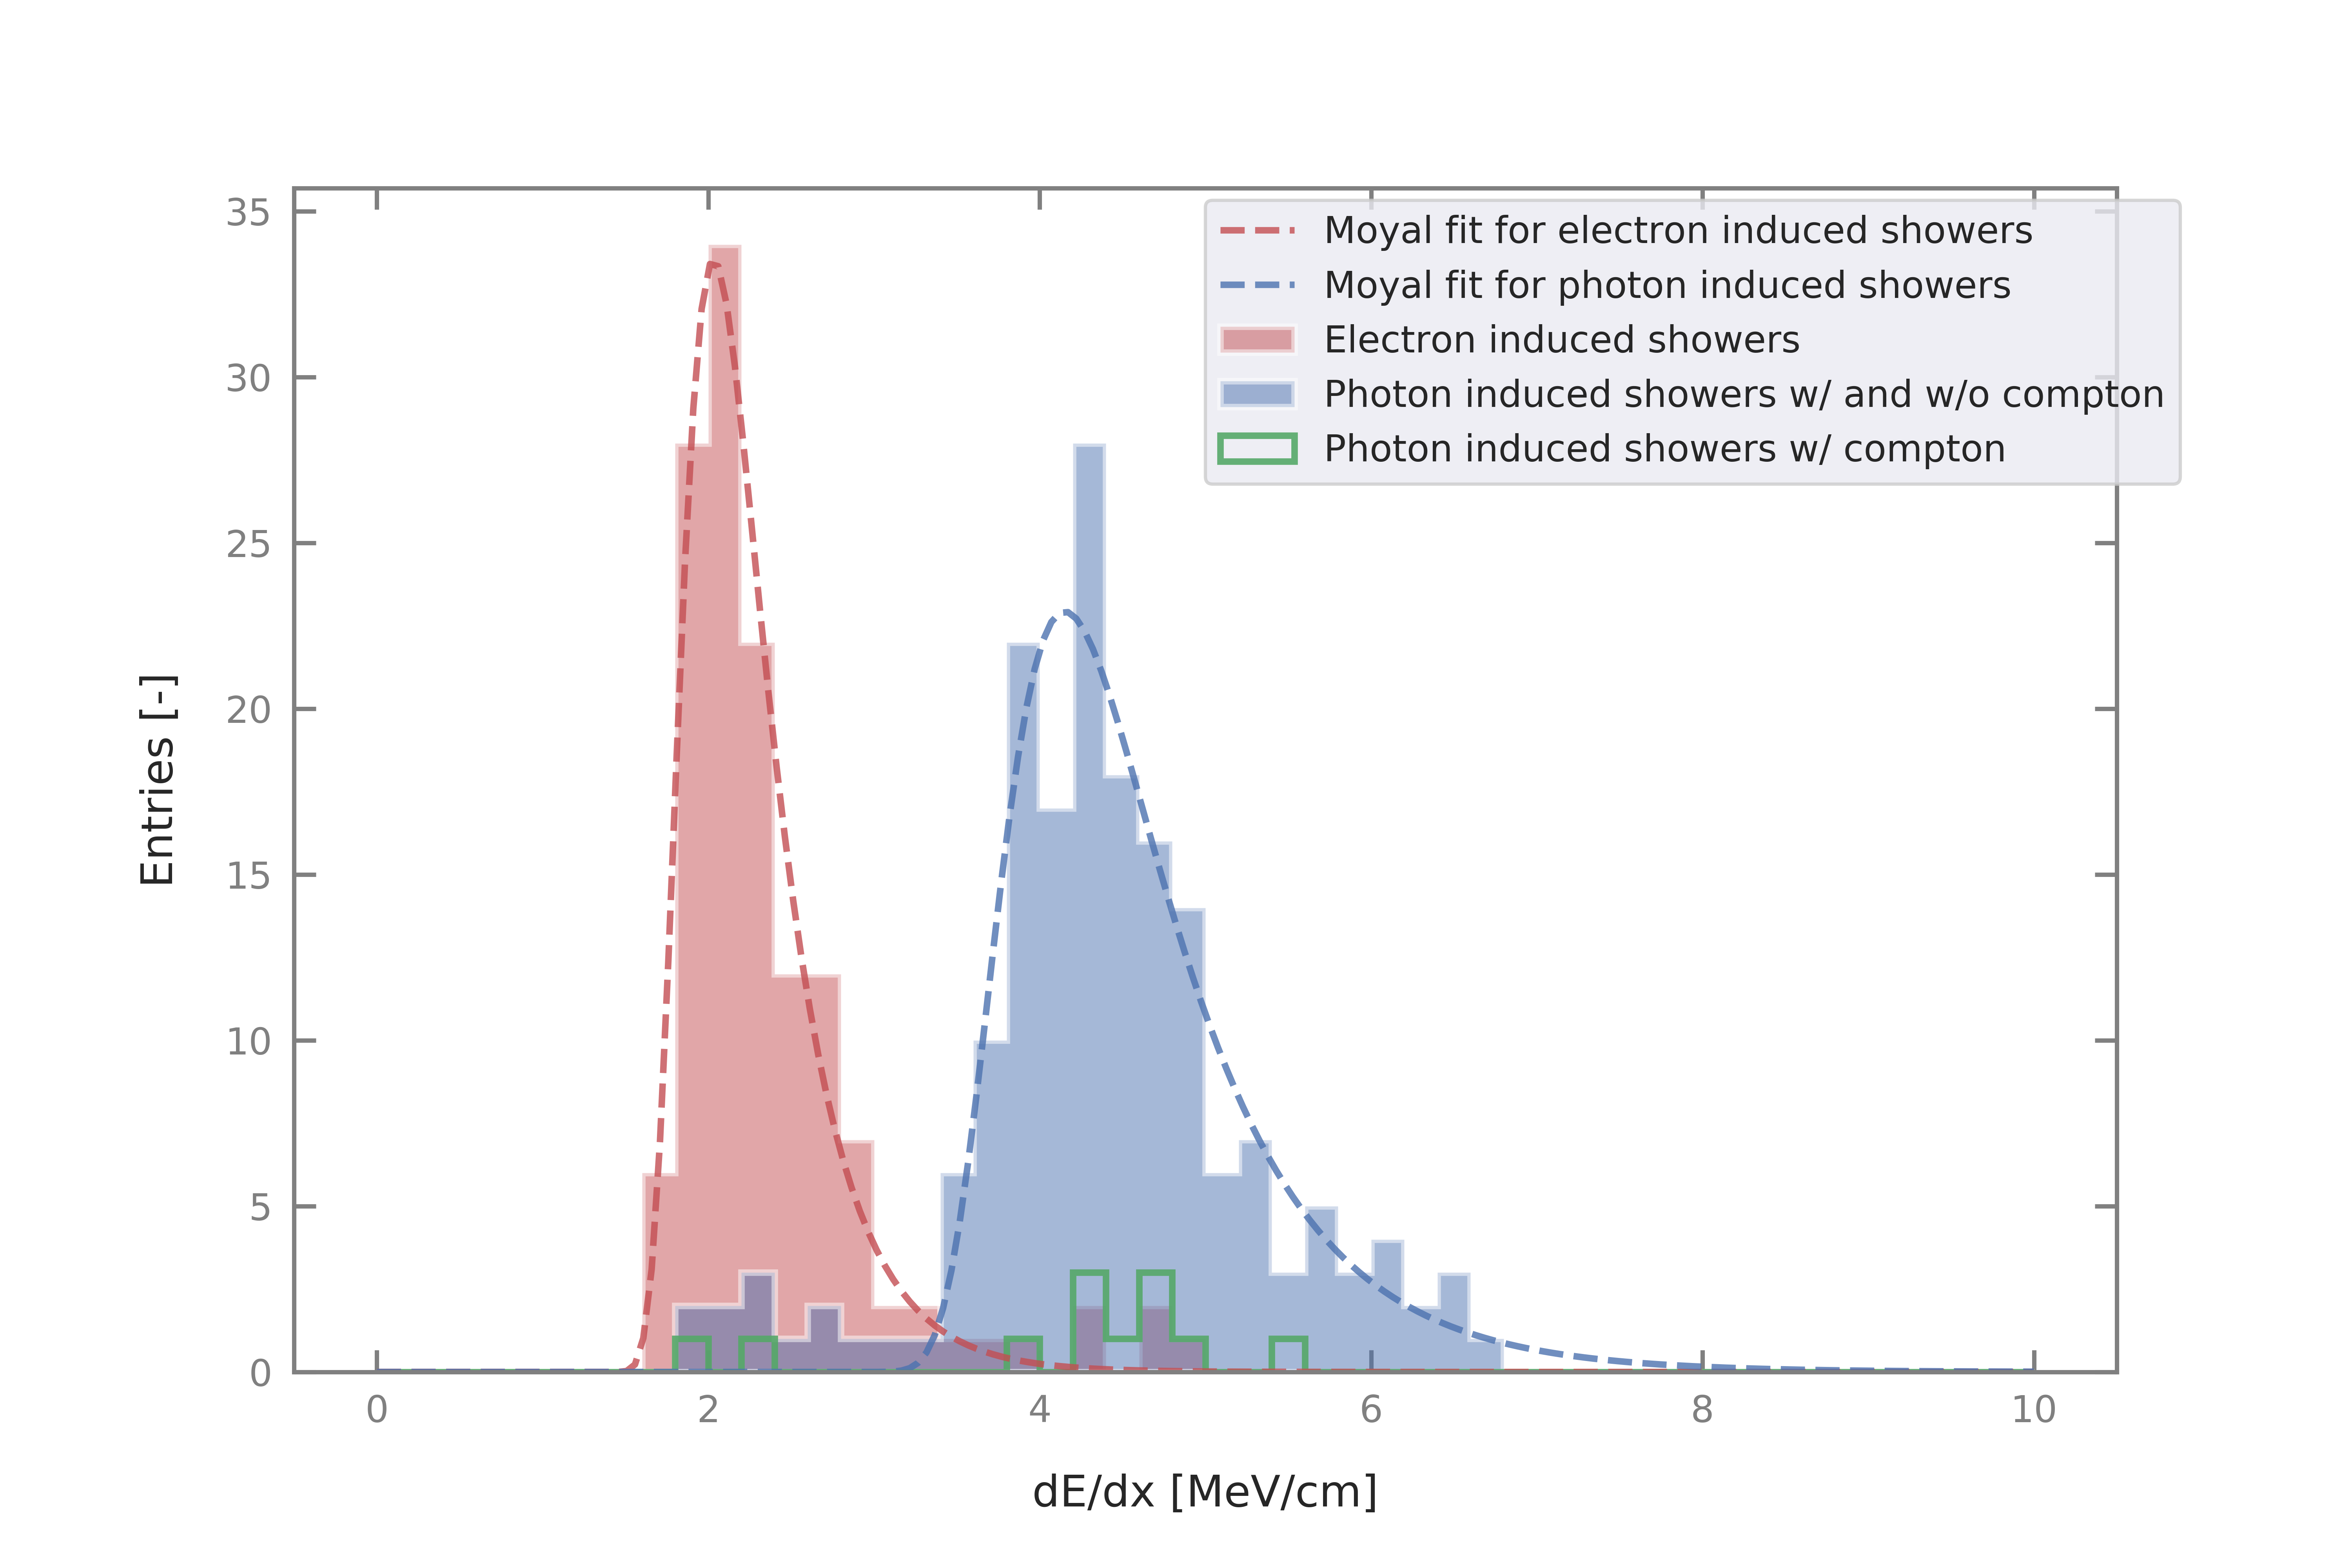 Moyal fit for electron induced showers
Moyal fit for photon induced showers
Electron induced showers
Photon induced showers w/ and w/o compton
Photon induced showers w/ compton
35
30
25
20
15
10
5
0
Entries [-]
0 2 4 6 8 10
dE/dx [MeV/cm]